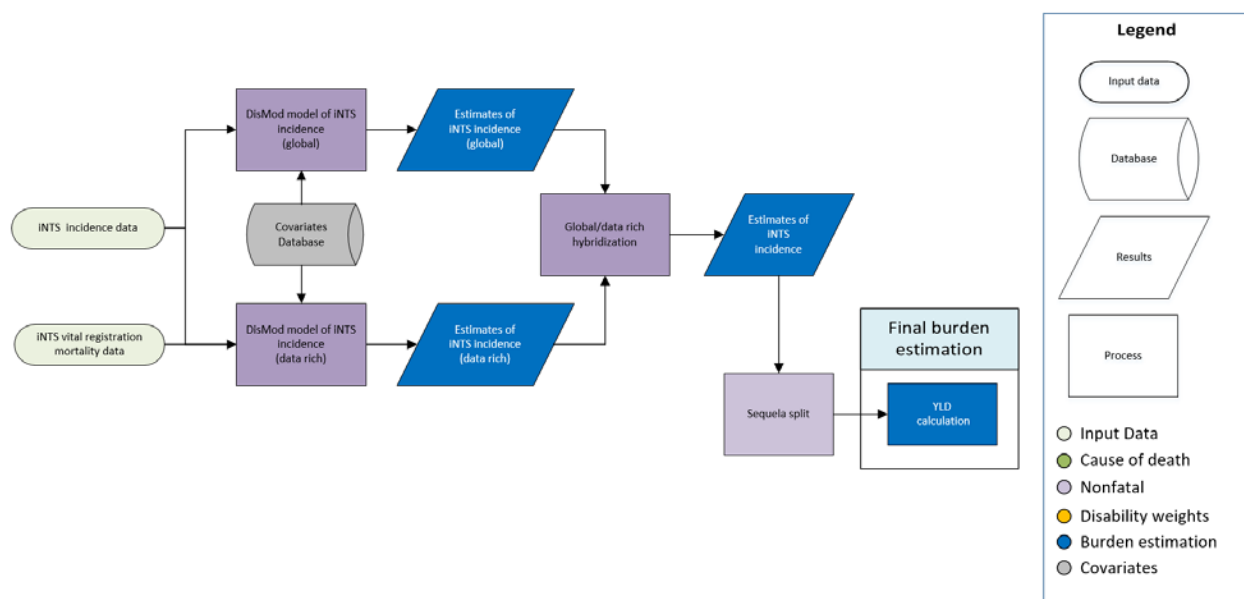 DisMod model of iNTS
incidence
(global)
Estimates of
iNTS incidence
(global)
iNTS incidence data
Covariates
Database
Global/data rich
hybridization
Estimates of
iNTS
incidence
iNTS vital registration
mortality data
DisMod model of iNTS
incidence
(data rich)
Estimates of
iNTS incidence
(data rich)
Sequela split
Final burden
estimation
YLD
calculation
Legend
Input data
Database
Results
Process
Input Data
Cause of death
Nonfatal
Disability weights
Burden estimation
Covariates